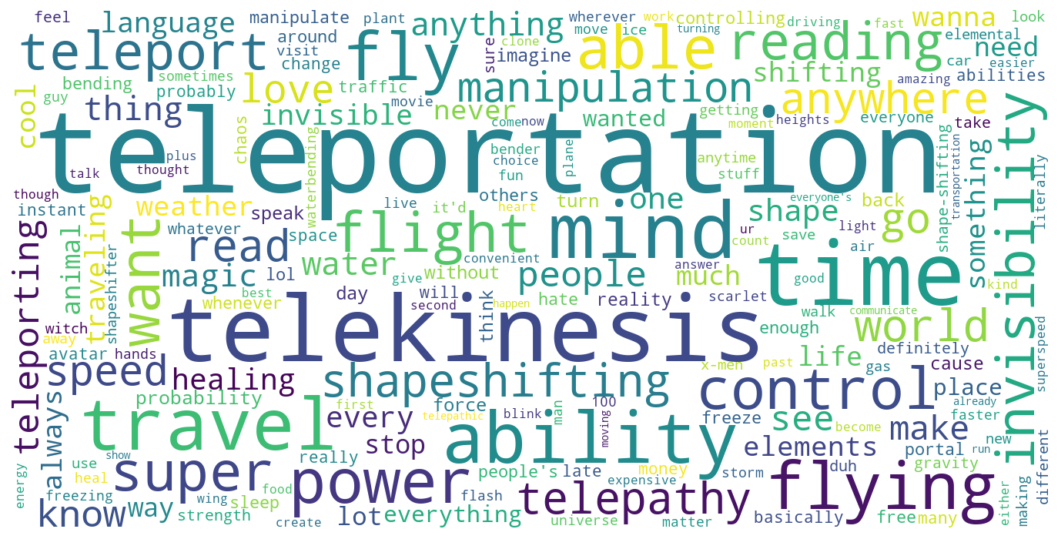 feel language manipulate plant anything wherever work controlling driving fast elemental look
teleport around fly move ice able reading wanna need
visit change sure clone imagine turning car easier
bending sometimes traffic manipulation shifting abilities
guy probably love movie amazing
cool thing invisible never getting wanted anywhere everyone
chaos come now moment heights take
teleportation
talk plus thought bender choice fun plane anytime stuff
waterbending
though others one everyone's back shape-shifting transportation literally
instant weather speak live it'd heart turn mind shape go something invisibility
whatever space flight ur light
teleporting animal traveling want read water convenient count save air
magic lol give without people answer much time good
shapeshifter whenever best day will hate reality scarlet walk kind
witch second think happen enough world communicate
away hands telekinesis superspeed
avatar speed healing shapeshifting x-men past life definitely cause
probability gas place
always travel first every force telepathic blink man 100 control freeze see make already faster
really stop ability moving elements portal run new
energy show use super power people's late money storm duh gravity different
heal know freezing way wing food sleep lot flash expensive telepathy flying either making
strength create everything universe matter basically free many